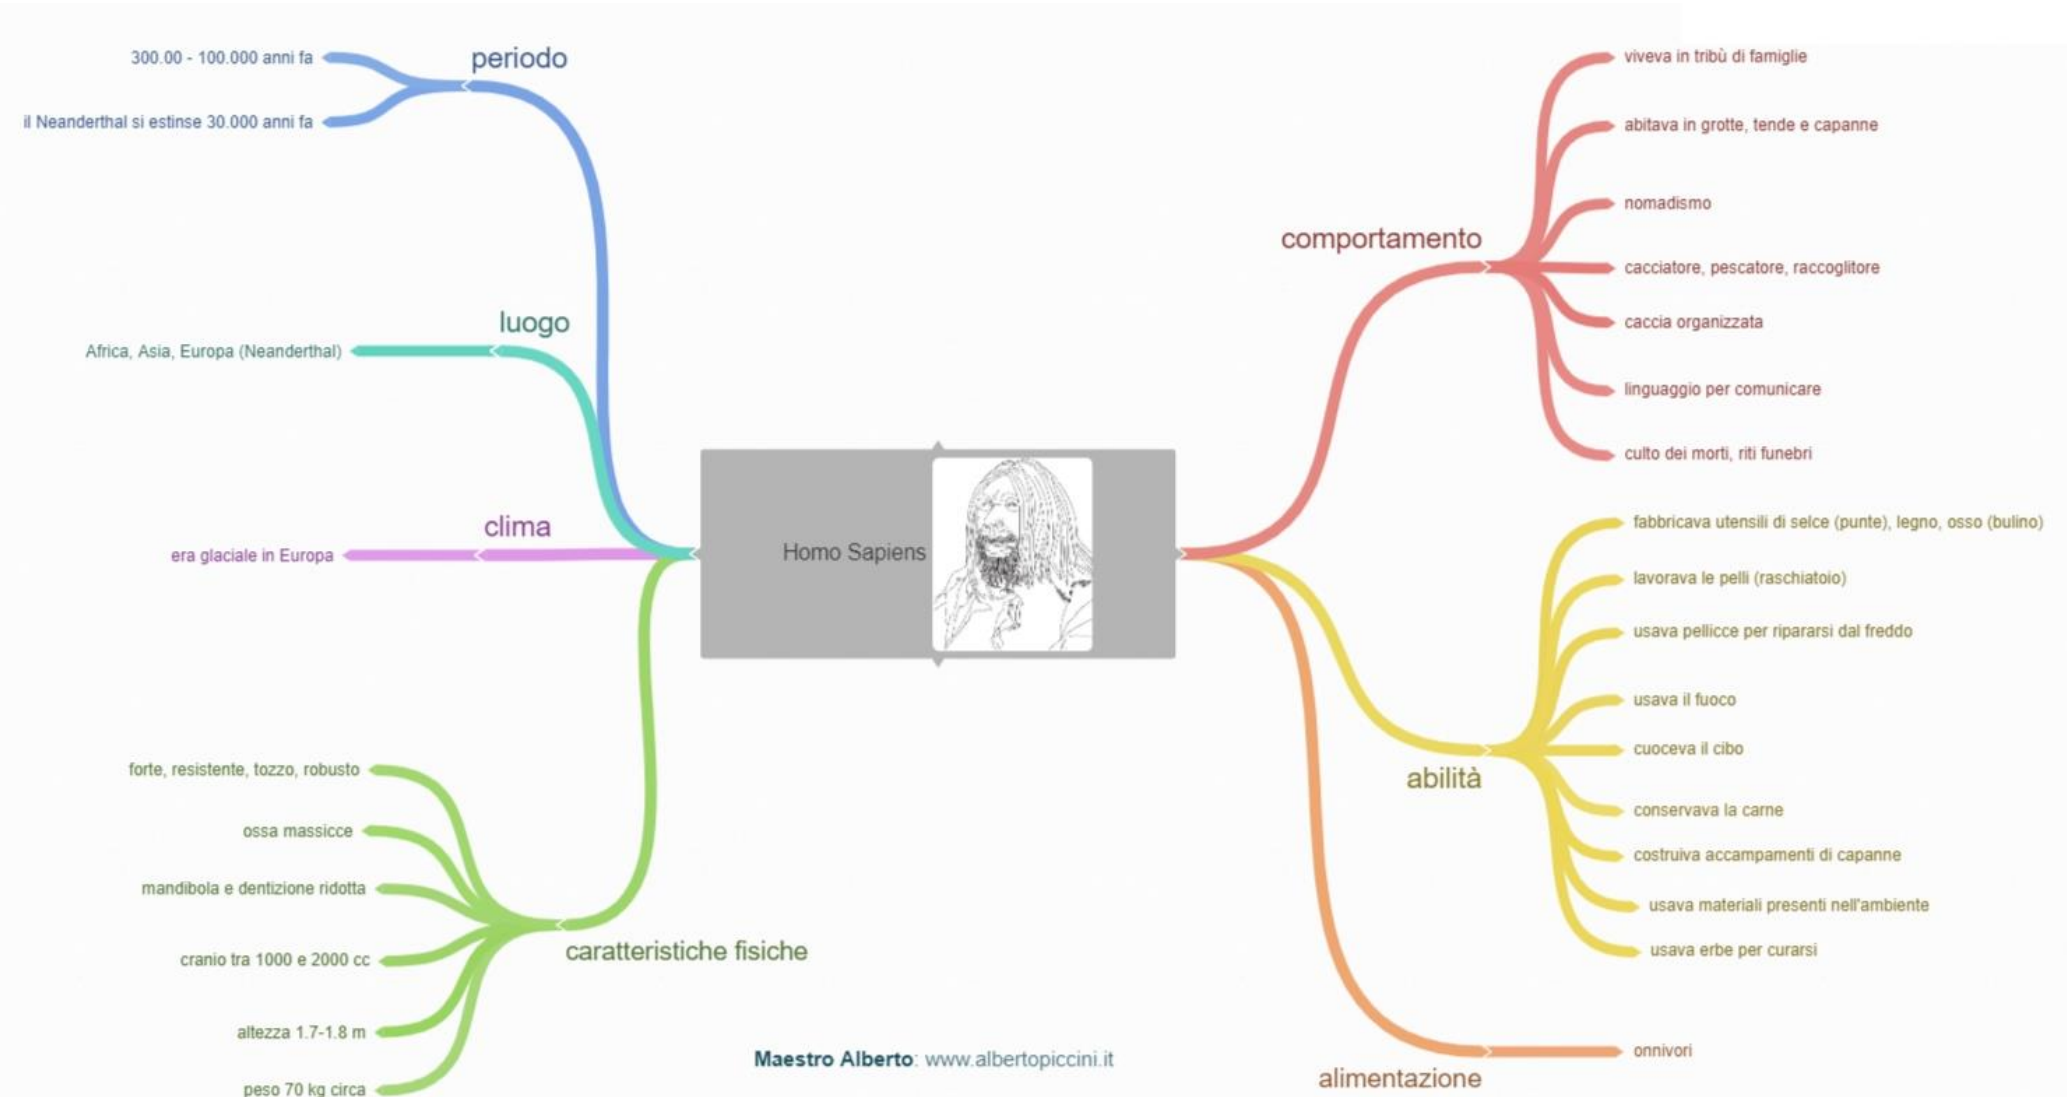 periodo
300.00 - 100.000 anni fa
il Neanderthal si estinse 30.000 anni fa
luogo
Africa, Asia, Europa (Neanderthal)
clima
era glaciale in Europa
caratteristiche fisiche
forte, resistente, tozzo, robusto
ossa massicce
mandibola e dentizione ridotta
cranio tra 1000 e 2000 cc
altezza 1.7-1.8 m
peso 70 kg circa
Homo Sapiens
comportamento
viveva in tribù di famiglie
abitava in grotte, tende e capanne
nomadismo
cacciatore, pescatore, raccoglitore
caccia organizzata
linguaggio per comunicare
culto dei morti, riti funebri
abilità
fabbricava utensili di selce (punte), legno, osso (bulino)
lavorava le pelli (raschiatoio)
usava pellicce per ripararsi dal freddo
usava il fuoco
cuoceva il cibo
conservava la carne
costruiva accampamenti di capanne
usava materiali presenti nell'ambiente
usava erbe per curarsi
alimentazione
onnivori
Maestro Alberto: www.albertopiccini.it